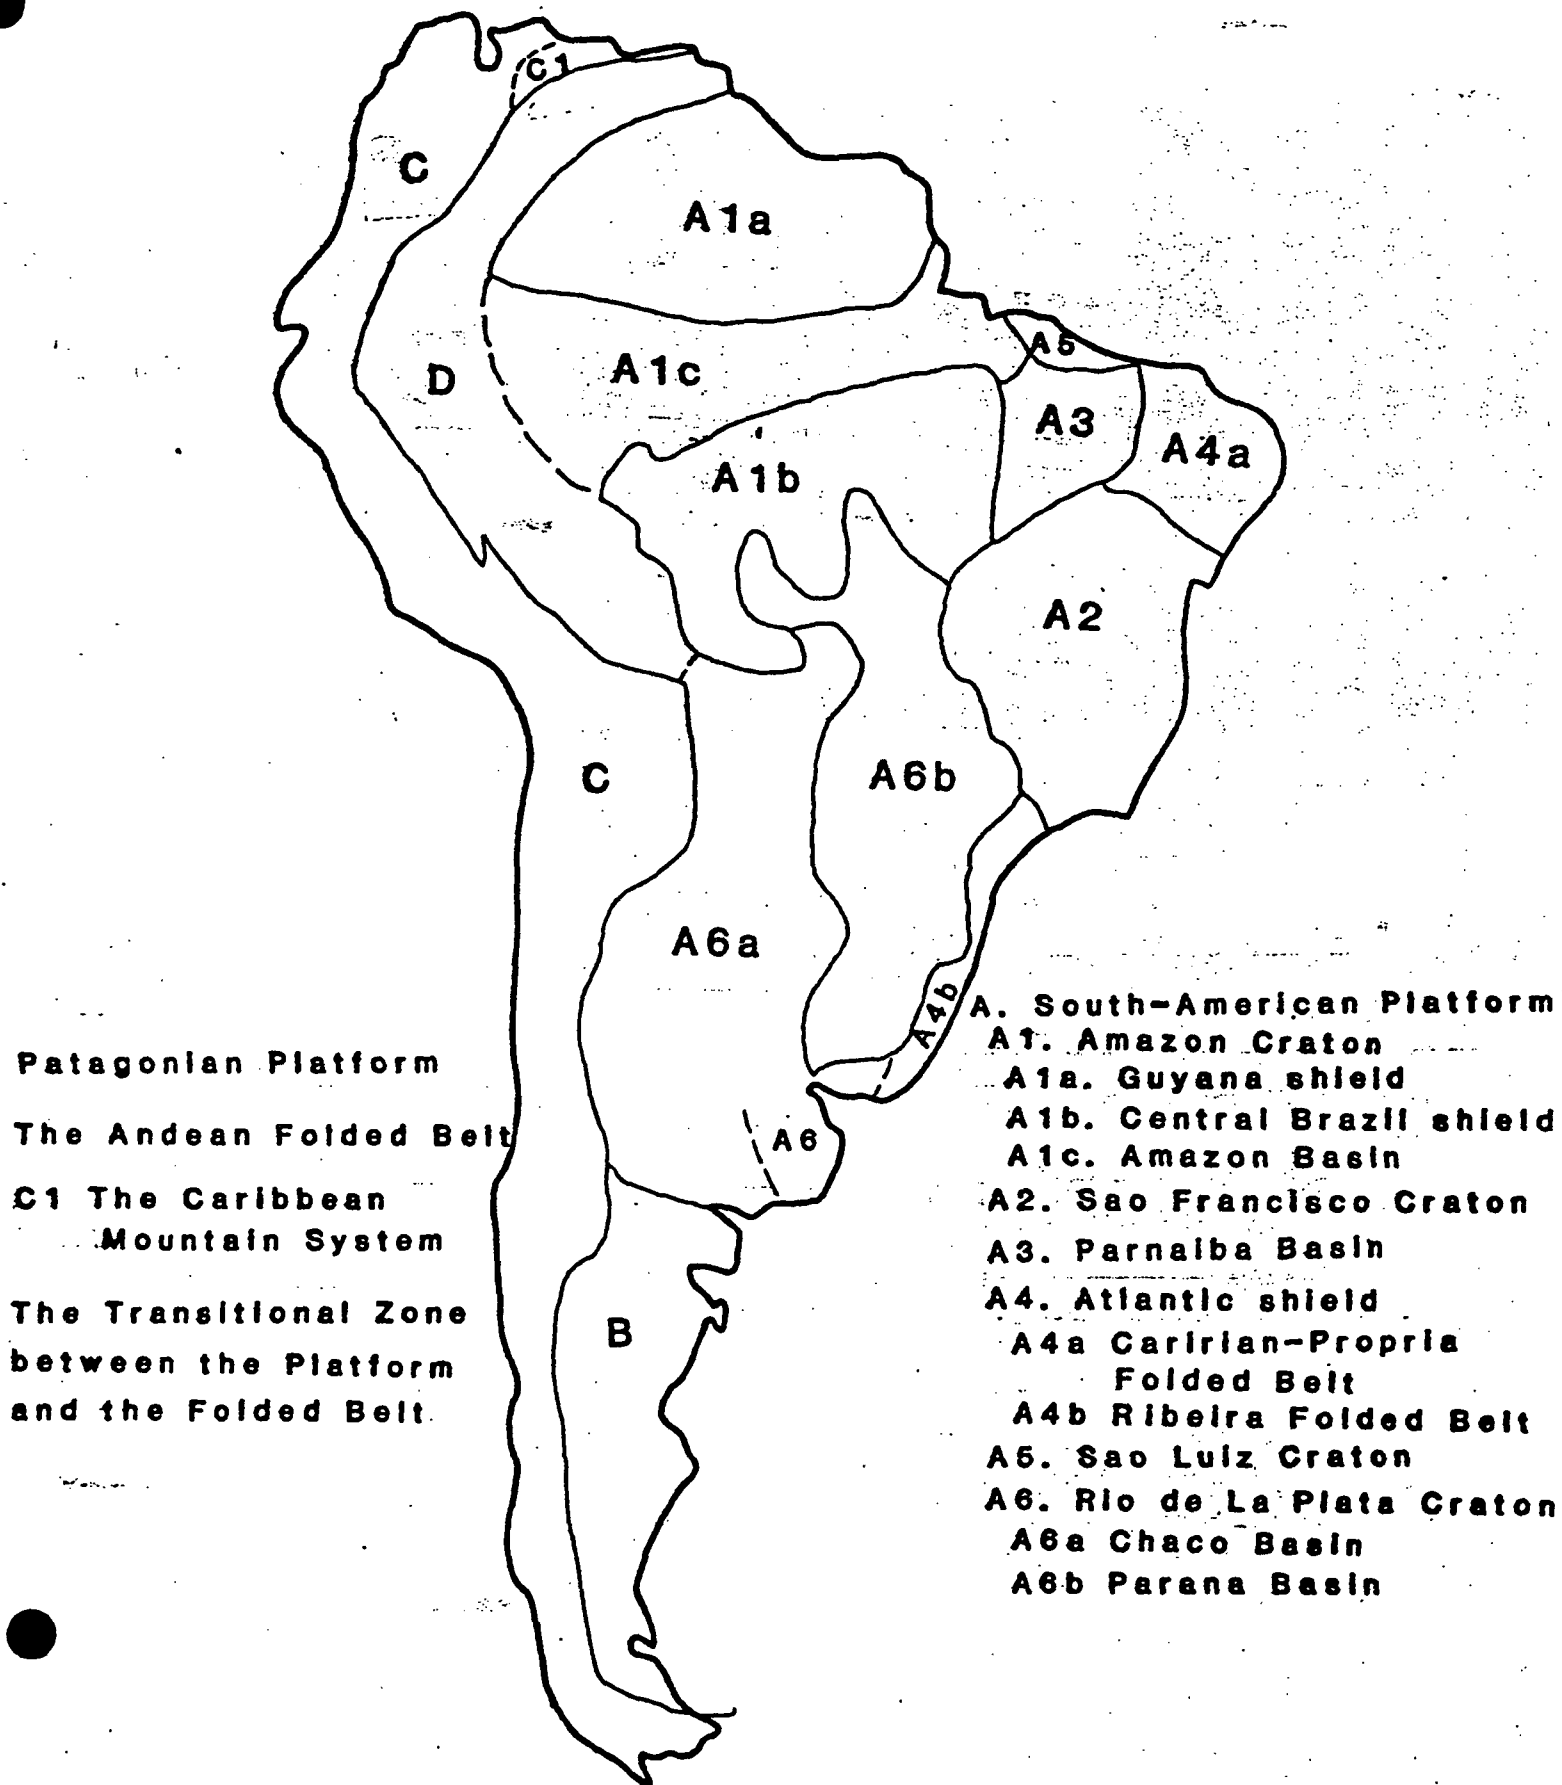 C1
C
A1a
A5
A1c
D
A3
A4a
A1b
A2
C
A6b
A6a
A4b
A6
B
Patagonian Platform
The Andean Folded Belt
C1 The Caribbean
Mountain System
The Transitional Zone
between the Platform
and the Folded Belt
A. South-American Platform
A1. Amazon Craton
A1a. Guyana shield
A1b. Central Brazil shield
A1c. Amazon Basin
A2. Sao Francisco Craton
A3. Parnaiba Basin
A4. Atlantic shield
A4a Caririan-Propria
Folded Belt
A4b Ribeira Folded Belt
A5. Sao Luiz Craton
A6. Rio de La Plata Craton
A6a Chaco Basin
A6b Parana Basin